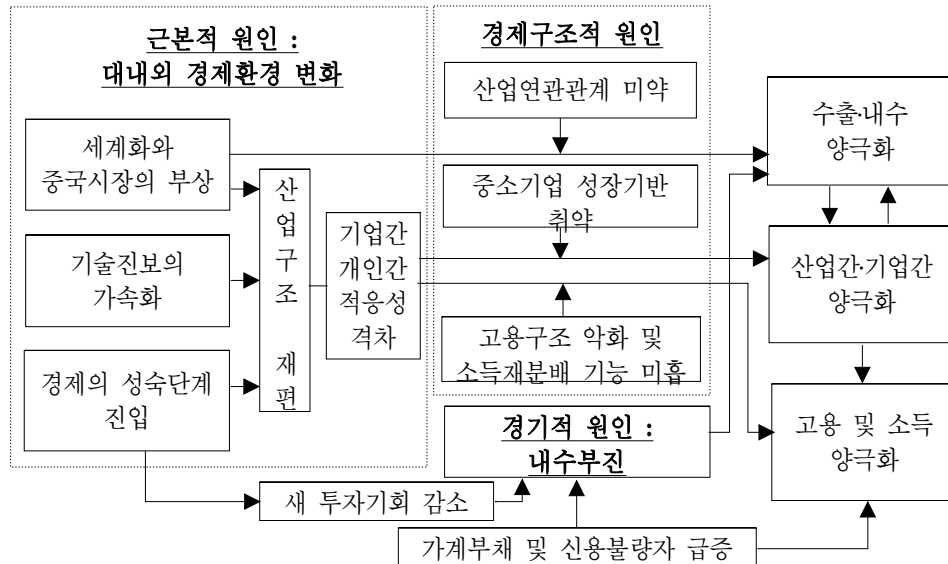 근본적 원인 :
대내외 경제환경 변화
세계화와
중국시장의 부상
기술진보의
가속화
경제의 성숙단계
진입
산
업
구
조
재
편
기업간
개인간
적응성
격차
경제구조적 원인
산업연관관계 미약
중소기업 성장기반
취약
고용구조 악화 및
소득재분배 기능 미흡
경기적 원인 :
내수부진
새 투자기회 감소
가계부채 및 신용불량자 급증
수출·내수
양극화
산업간·기업간
양극화
고용 및 소득
양극화